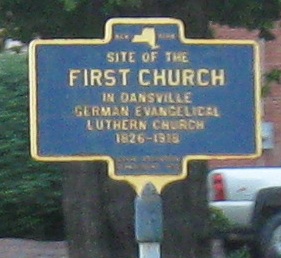 NEW YORK
SITE OF THE
FIRST CHURCH
IN DANSVILLE
GERMAN EVANGELICAL
LUTHERN CHURCH
1826-1918